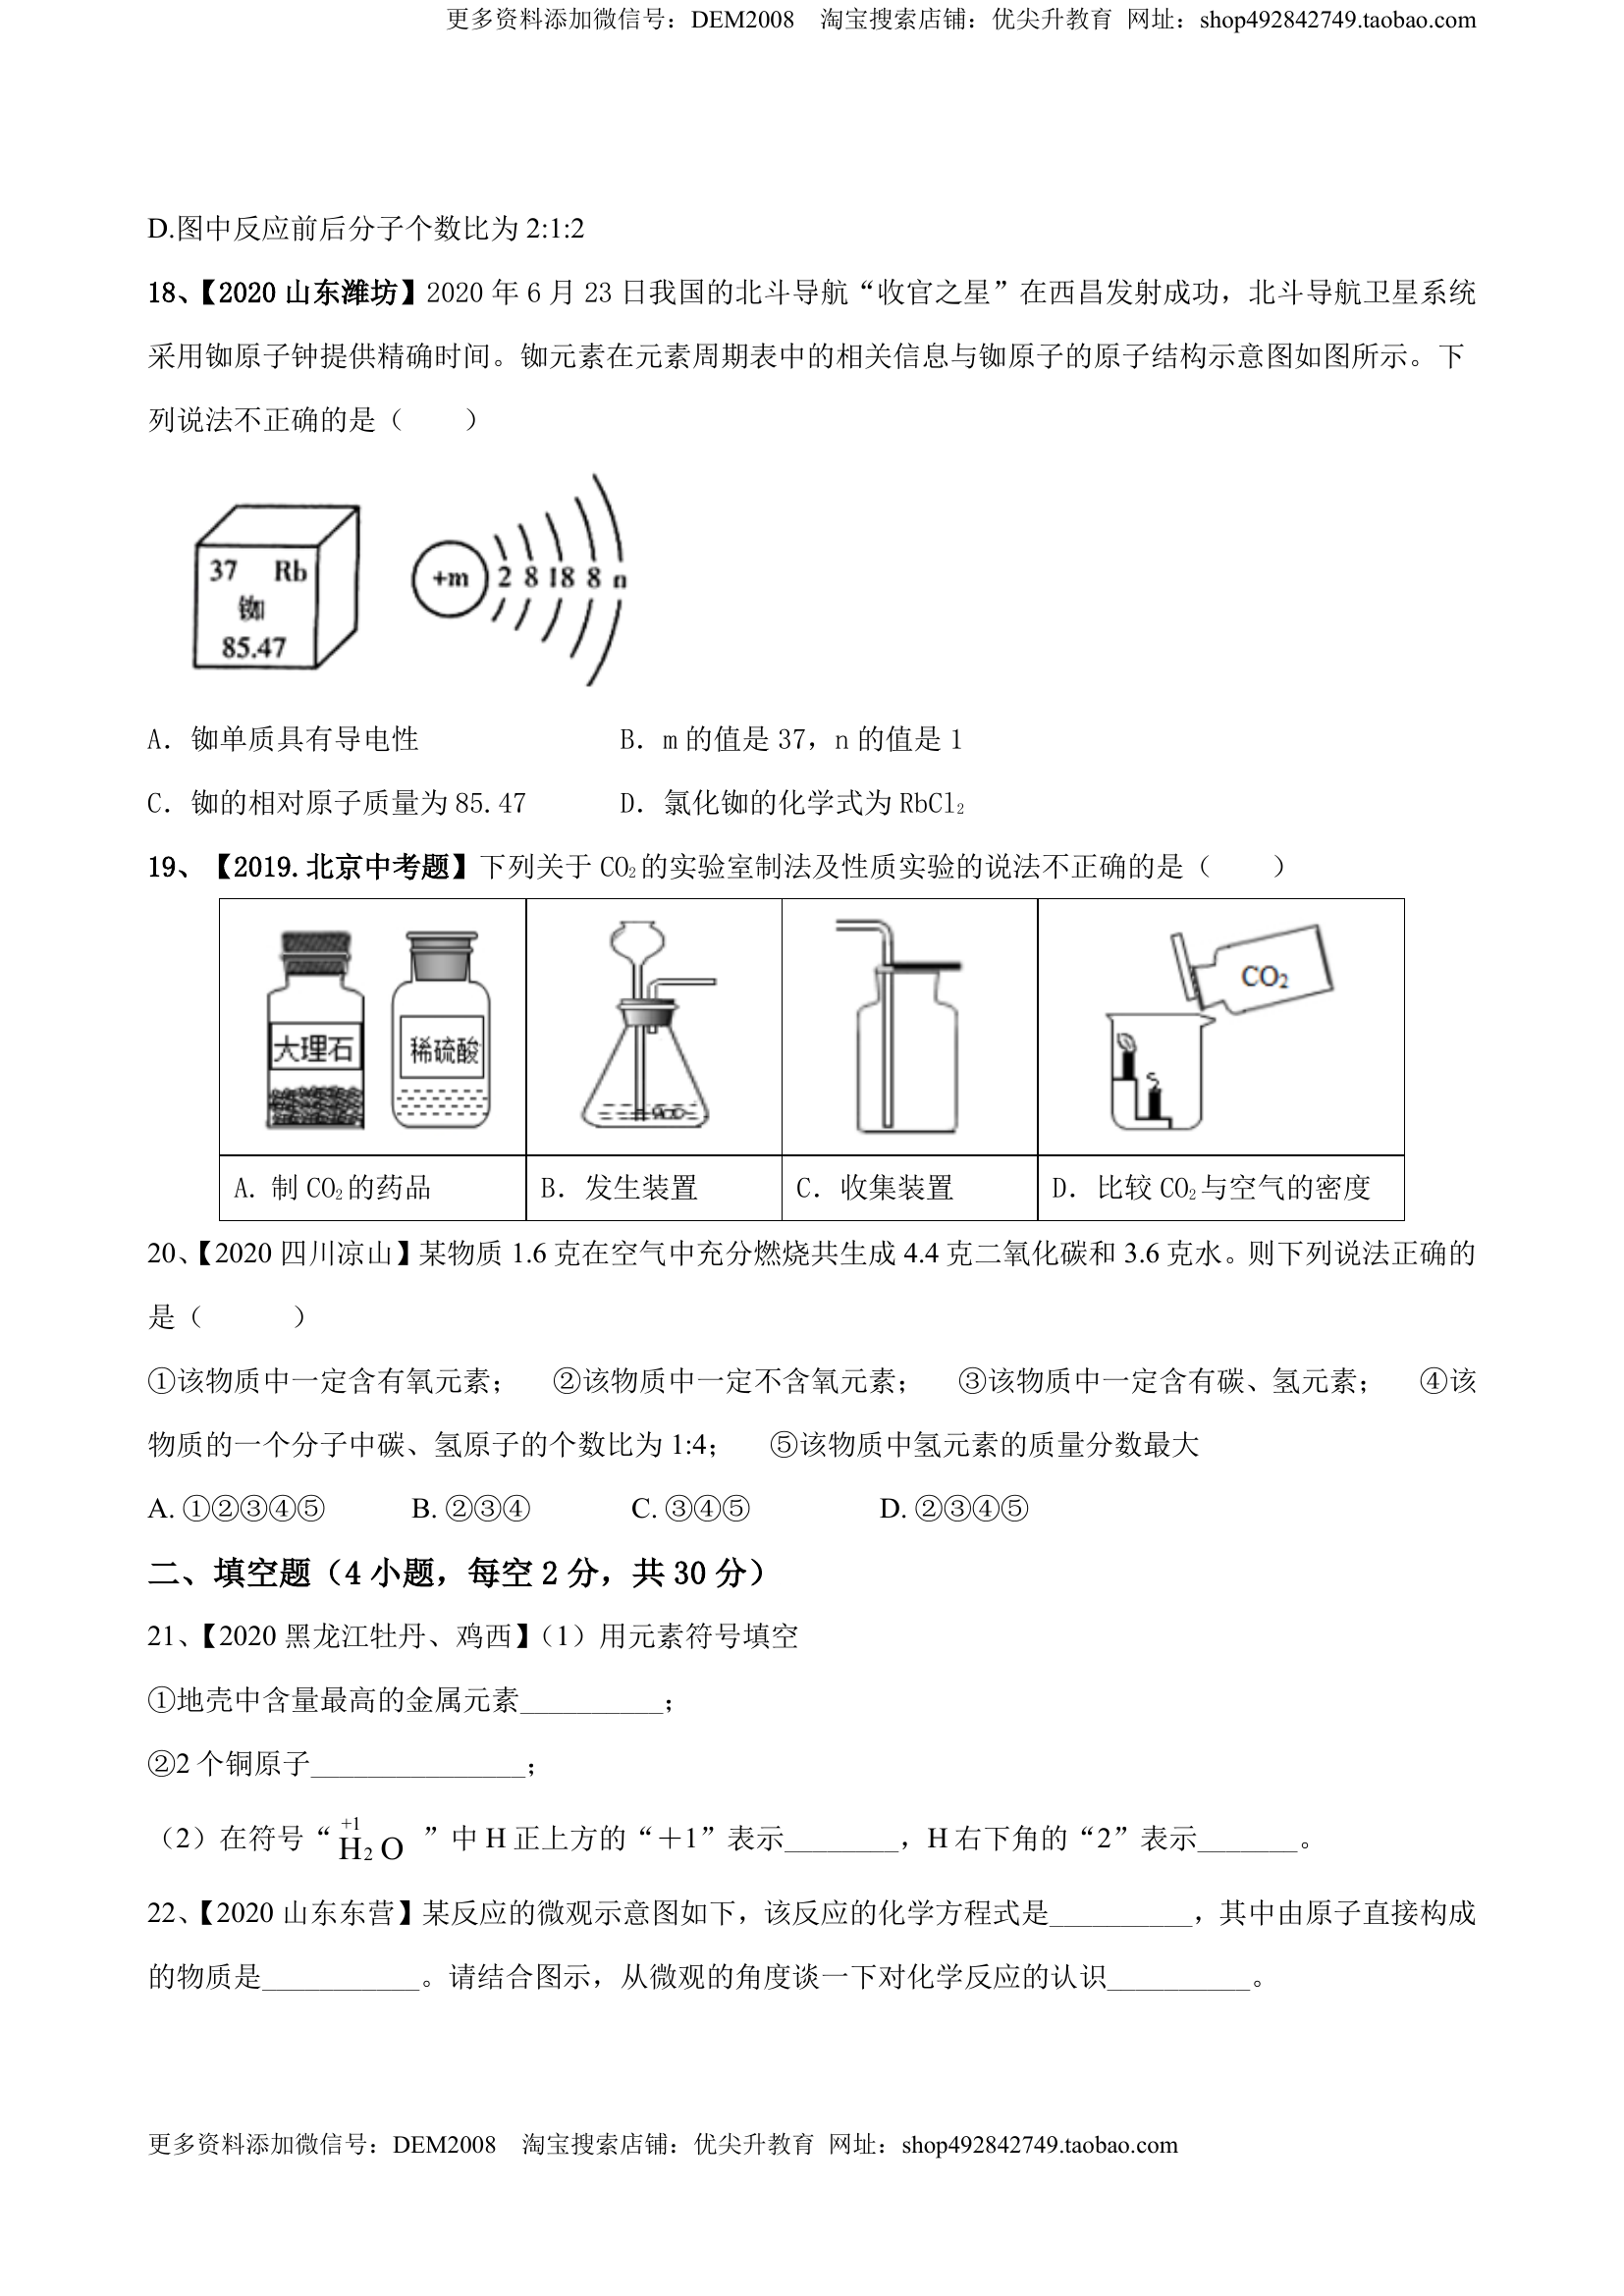 更多资料添加微信号：DEM2008  淘宝搜索店铺：优尖升教育 网址：shop492842749.taobao.com
D.图中反应前后分子个数比为 2:1:2
18、【2020 山东潍坊】2020 年 6 月 23 日我国的北斗导航“收官之星”在西昌发射成功，北斗导航卫星系统
采用铷原子钟提供精确时间。铷元素在元素周期表中的相关信息与铷原子的原子结构示意图如图所示。下
列说法不正确的是（  ）
37 Rb
铷
85.47
+m 2 8 18 8 n
A．铷单质具有导电性 B．m 的值是 37，n 的值是 1
C．铷的相对原子质量为 85.47 D．氯化铷的化学式为 RbCl₂
19、【2019.北京中考题】下列关于 CO₂ 的实验室制法及性质实验的说法不正确的是（  ）
大理石 稀硫酸 CO₂
A．制 CO₂ 的药品 B．发生装置 C．收集装置 D．比较 CO₂ 与空气的密度
20、【2020 四川凉山】某物质 1.6 克在空气中充分燃烧共生成 4.4 克二氧化碳和 3.6 克水。则下列说法正确的
是（   ）
①该物质中一定含有氧元素； ②该物质中一定不含氧元素； ③该物质中一定含有碳、氢元素； ④该
物质的一个分子中碳、氢原子的个数比为 1:4； ⑤该物质中氢元素的质量分数最大
A. ①②③④⑤ B. ②③④ C. ③④⑤ D. ②③④⑤
二、填空题（4 小题，每空 2 分，共 30 分）
21、【2020 黑龙江牡丹、鸡西】（1）用元素符号填空
①地壳中含量最高的金属元素__________；
②2 个铜原子_______________；
（2）在符号“ +1 H₂ O ”中 H 正上方的“＋1”表示________，H 右下角的“2”表示_______。
22、【2020 山东东营】某反应的微观示意图如下，该反应的化学方程式是__________，其中由原子直接构成
的物质是___________。请结合图示，从微观的角度谈一下对化学反应的认识__________。
更多资料添加微信号：DEM2008  淘宝搜索店铺：优尖升教育 网址：shop492842749.taobao.com